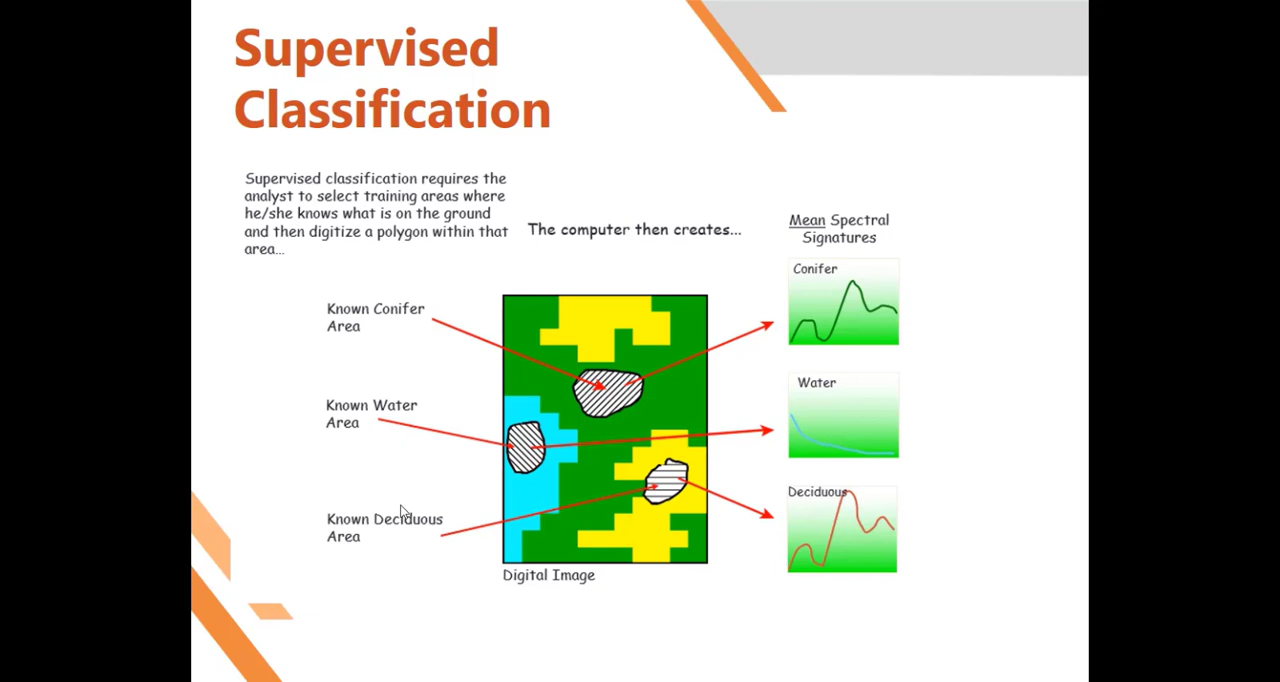 Supervised
Classification
Supervised classification requires the
analyst to select training areas where
he/she knows what is on the ground
and then digitize a polygon within that
area...
The computer then creates...
Mean Spectral
Signatures
Known Conifer
Area
Known Water
Area
Known Deciduous
Area
Digital Image
Conifer
Water
Deciduous